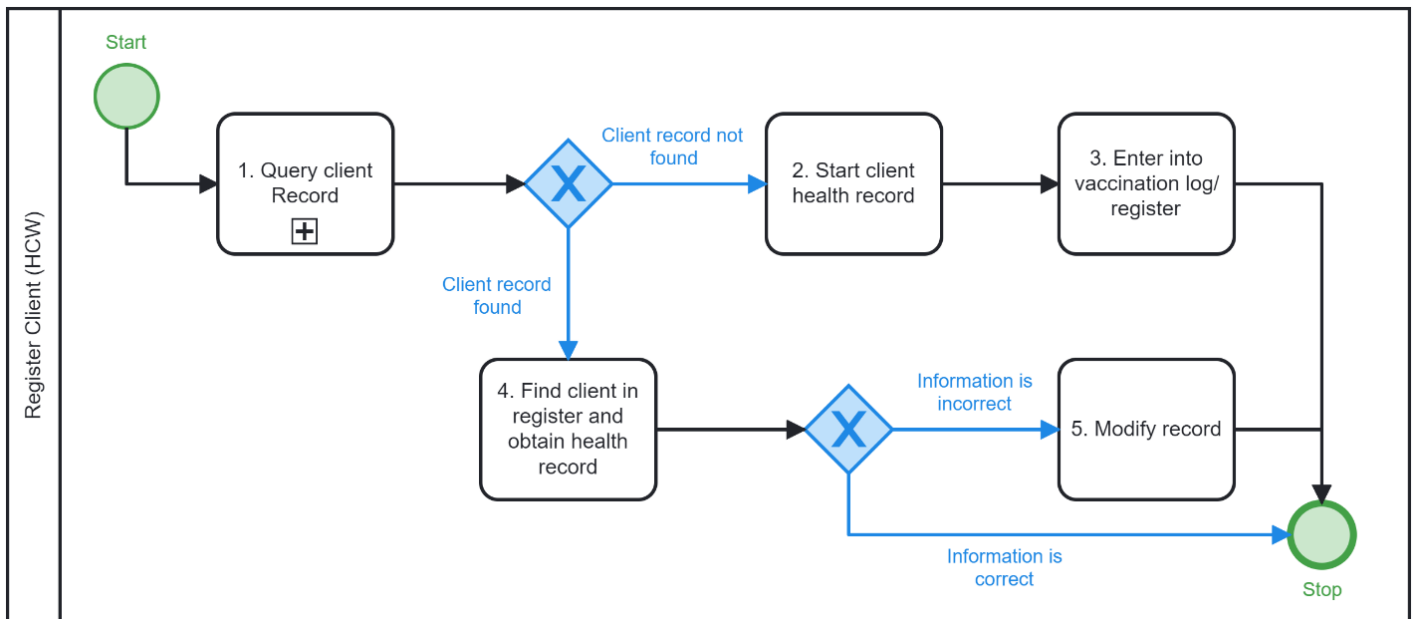 Register Client (HCW)
Start
1. Query client
Record
Client record not
found
2. Start client
health record
3. Enter into
vaccination log/
register
Client record
found
4. Find client in
register and
obtain health
record
Information is
incorrect
5. Modify record
Information is
correct
Stop